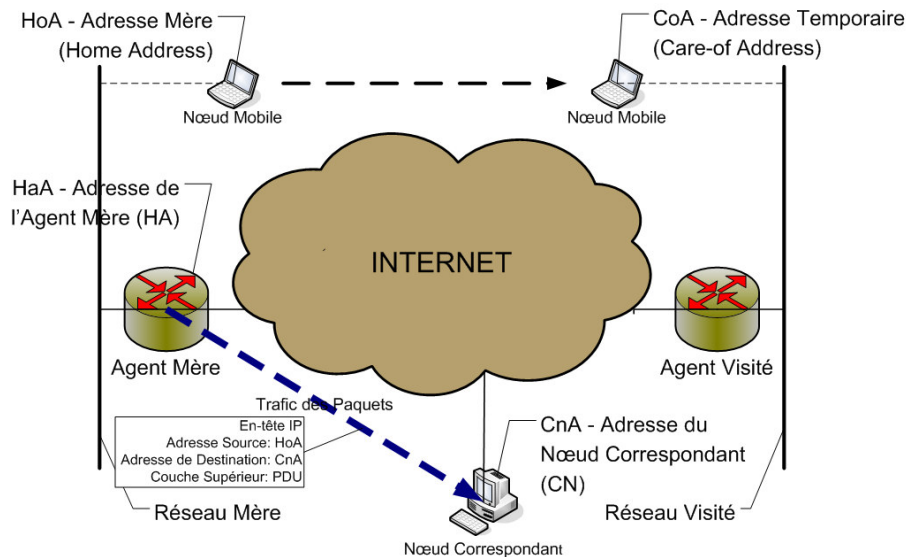 HoA - Adresse Mère
(Home Address)
CoA - Adresse Temporaire
(Care-of Address)
Nœud Mobile
Nœud Mobile
HaA - Adresse de
l'Agent Mère (HA)
INTERNET
Agent Mère
Agent Visité
Trafic des Paquets
En-tête IP
Adresse Source: HoA
Adresse de Destination: CnA
Couche Supérieur: PDU
CnA - Adresse du
Nœud Correspondant
(CN)
Réseau Mère
Réseau Visité
Nœud Correspondant